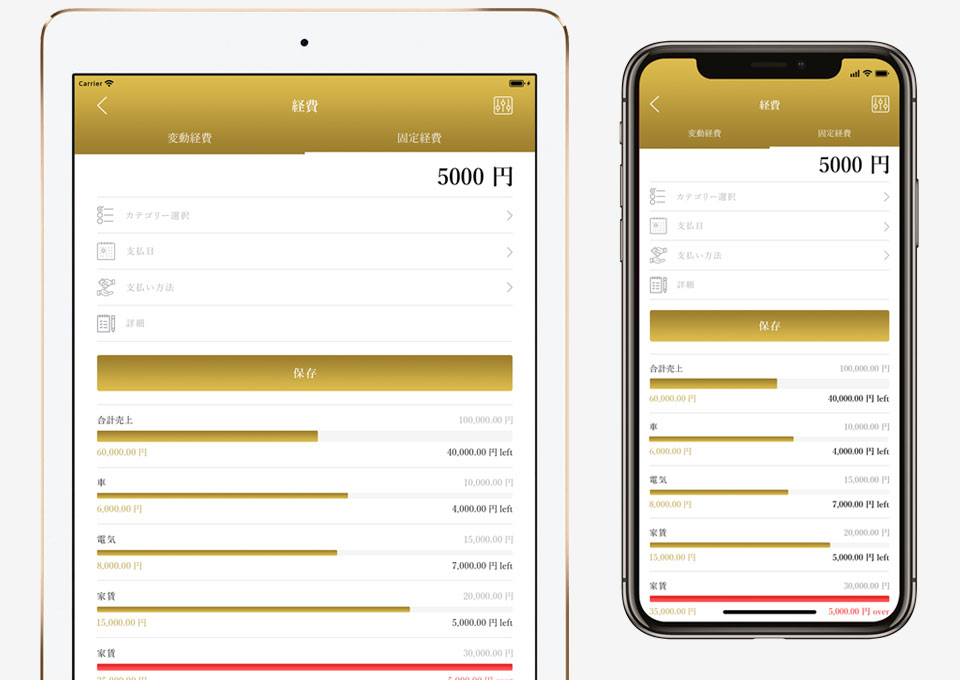 Carrier
経費
変動経費 固定経費
5000 円
カテゴリー選択
支払日
支払い方法
詳細
保存
合計売上 100,000.00 円
60,000.00 円 40,000.00 円 left
車 10,000.00 円
6,000.00 円 4,000.00 円 left
電気 15,000.00 円
8,000.00 円 7,000.00 円 left
家賃 20,000.00 円
15,000.00 円 5,000.00 円 left
家賃 30,000.00 円
35,000.00 円 5,000.00 円 over
経費
変動経費 固定経費
5000 円
カテゴリー選択
支払日
支払い方法
詳細
保存
合計売上 100,000.00 円
60,000.00 円 40,000.00 円 left
車 10,000.00 円
6,000.00 円 4,000.00 円 left
電気 15,000.00 円
8,000.00 円 7,000.00 円 left
家賃 20,000.00 円
15,000.00 円 5,000.00 円 left
家賃 30,000.00 円
35,000.00 円 5,000.00 円 over